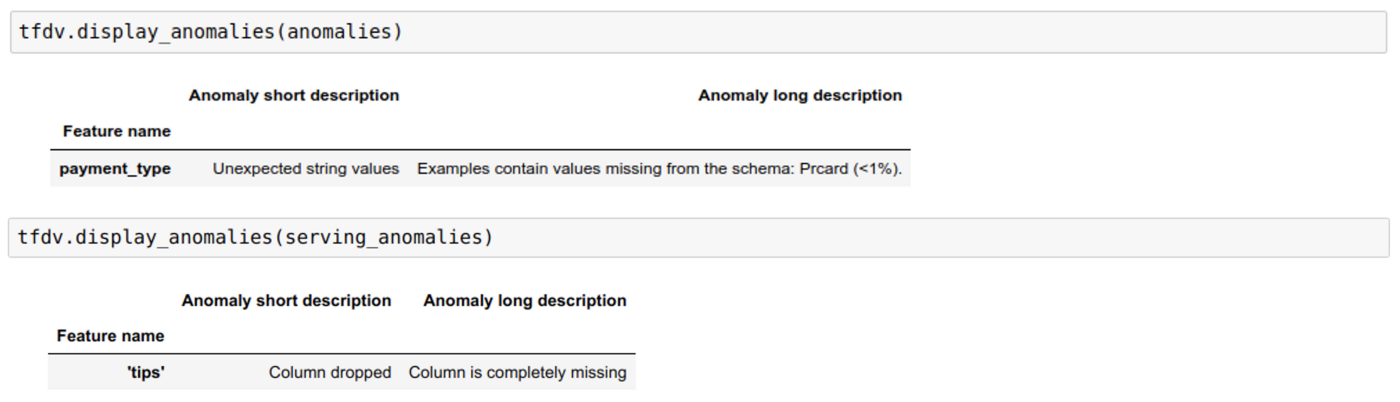 tfdv.display_anomalies(anomalies)
Anomaly short description Anomaly long description
Feature name
payment_type Unexpected string values Examples contain values missing from the schema: Prcard (<1%).
tfdv.display_anomalies(serving_anomalies)
Anomaly short description Anomaly long description
Feature name
'tips' Column dropped Column is completely missing